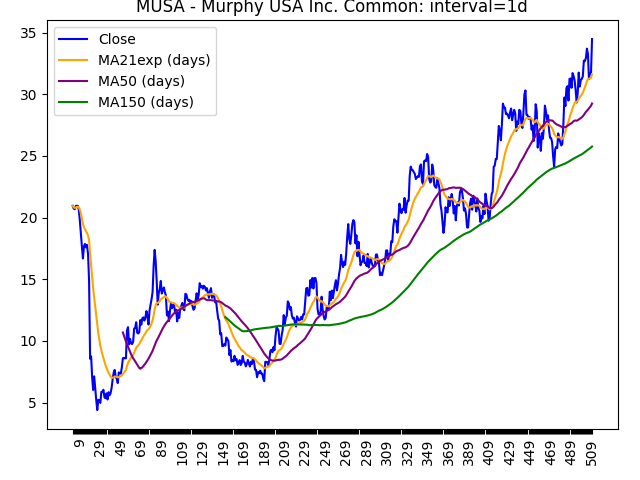 MUSA - Murphy USA Inc. Common: interval=1d
Close
MA21exp (days)
MA50 (days)
MA150 (days)
35
30
25
20
15
10
5
9 29 49 69 89 109 129 149 169 189 209 229 249 269 289 309 329 349 369 389 409 429 449 469 489 509